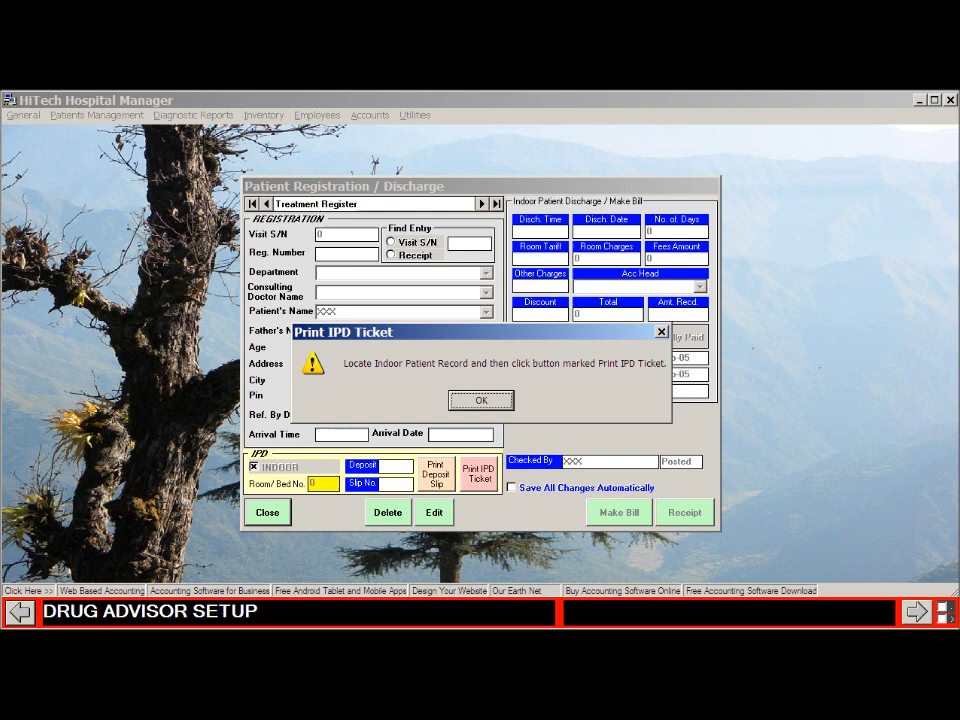 HiTech Hospital Manager
General Patients Management Diagnostic Reports Inventory Employees Accounts Utilities
Patient Registration / Discharge
Treatment Register
REGISTRATION
Visit S/N 0
Find Entry
Visit S/N
Receipt
Reg. Number
Department
Consulting
Doctor Name
Patient's Name XXX
Father's N
Age
Address
City
Pin
Ref. By D
Arrival Time Arrival Date
Indoor Patient Discharge / Make Bill
Disch. Time Disch. Date No. of Days
0
Room Tariff Room Charges Fees Amount
0 0
Other Charges Acc Head
Discount Total Amt. Recd.
0
lly Paid
-05
-05
Print IPD Ticket
Locate Indoor Patient Record and then click button marked Print IPD Ticket.
OK
IPD
INDOOR
Room/ Bed No. 0
Deposit
Slip No.
Print
Deposit
Slip
Print IPD
Ticket
Checked By XXX Posted
Save All Changes Automatically
Close Delete Edit Make Bill Receipt
Click Here >> Web Based Accounting Accounting Software for Business Free Android Tablet and Mobile Apps Design Your Website Our Earth Net Buy Accounting Software Online Free Accounting Software Download
DRUG ADVISOR SETUP